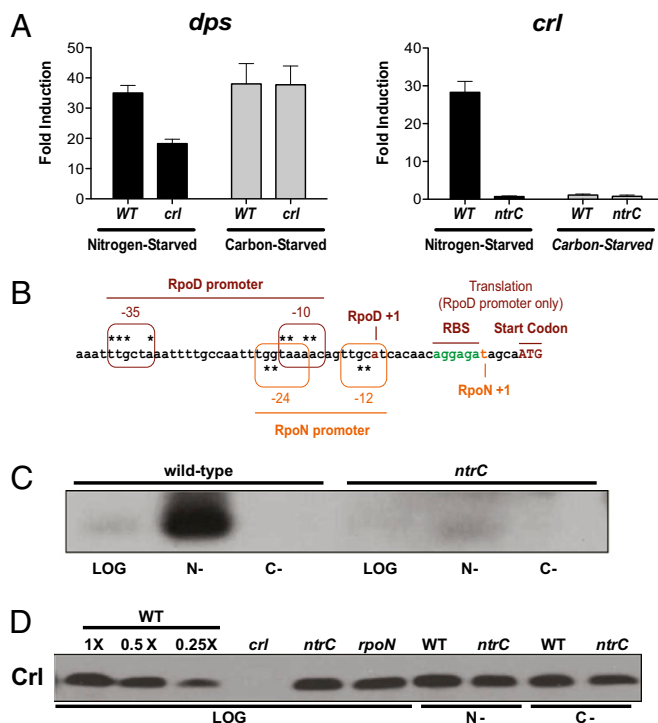 A
dps
crl
Fold Induction
50
40
30
20
10
0
WT
crl
WT
crl
Nitrogen-Starved
Carbon-Starved
Fold Induction
40
30
20
10
0
WT
ntrC
WT
ntrC
Nitrogen-Starved
Carbon-Starved
B
RpoD promoter
Translation
(RpoD promoter only)
-35
-10
RpoD +1
RBS
Start Codon
*** * ** **
aaatttgctaaattttgccaatttggtaaaacagttgcatcacaacaggagatagcaATG
** **
-24
-12
RpoN +1
RpoN promoter
C
wild-type
ntrC
LOG
N-
C-
LOG
N-
C-
D
WT
1X
0.5 X
0.25X
crl
ntrC
rpoN
WT
ntrC
WT
ntrC
Crl
LOG
N -
C -